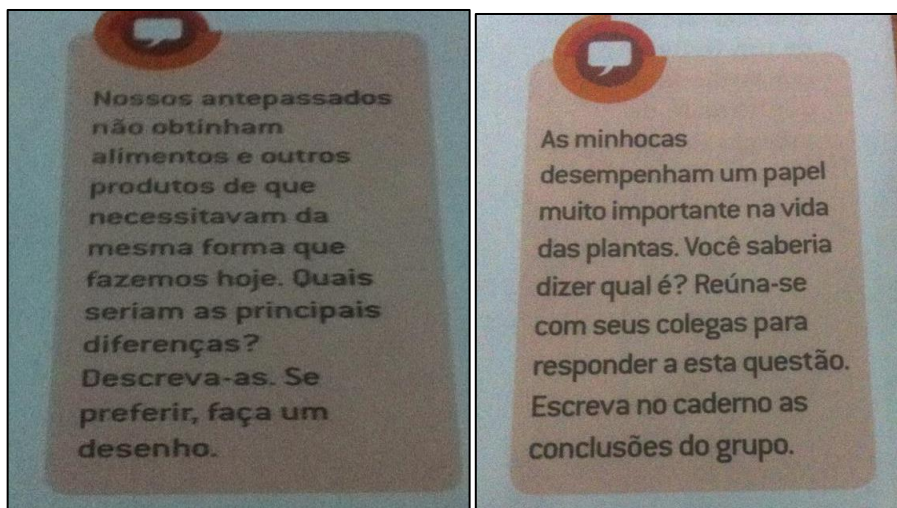 Nossos antepassados
não obtinham
alimentos e outros
produtos de que
necessitavam da
mesma forma que
fazemos hoje. Quais
seriam as principais
diferenças?
Descreva-as. Se
preferir, faça um
desenho.
As minhocas
desempenham um papel
muito importante na vida
das plantas. Você saberia
dizer qual é? Reúna-se
com seus colegas para
responder a esta questão.
Escreva no caderno as
conclusões do grupo.